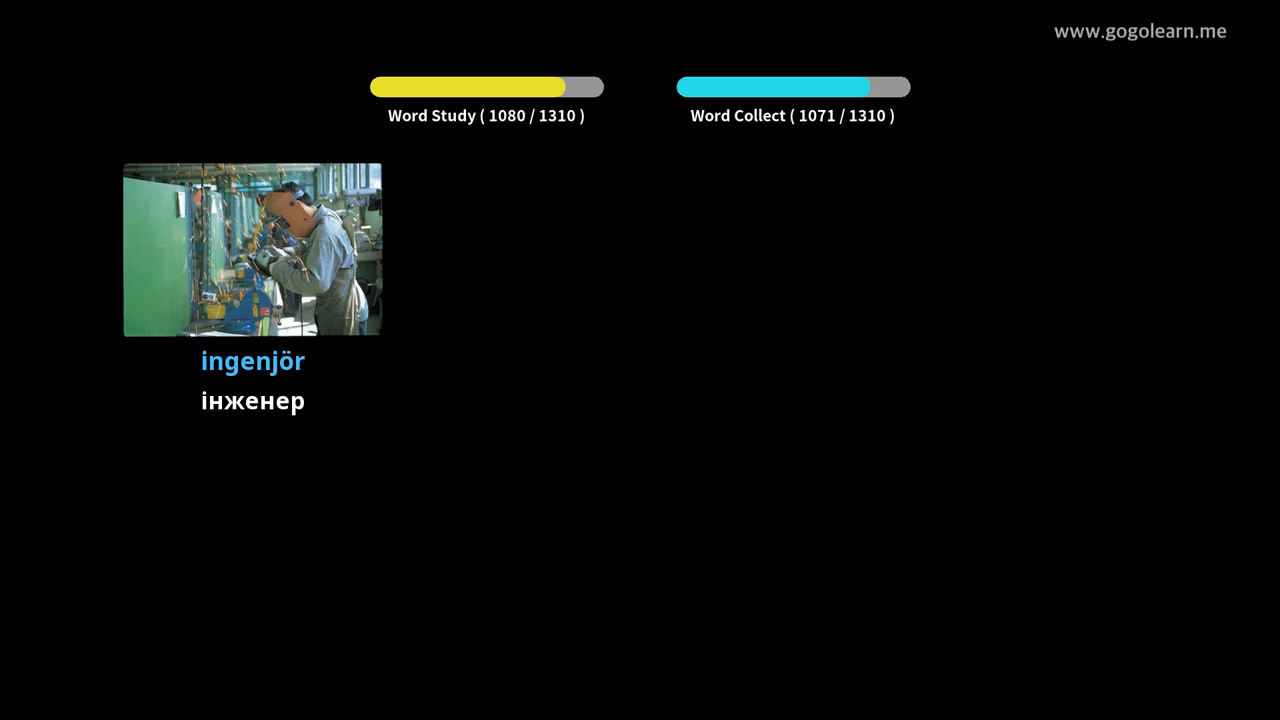 www.gogolearn.me
Word Study ( 1080 / 1310 )
Word Collect ( 1071 / 1310 )
ingenjör
інженер